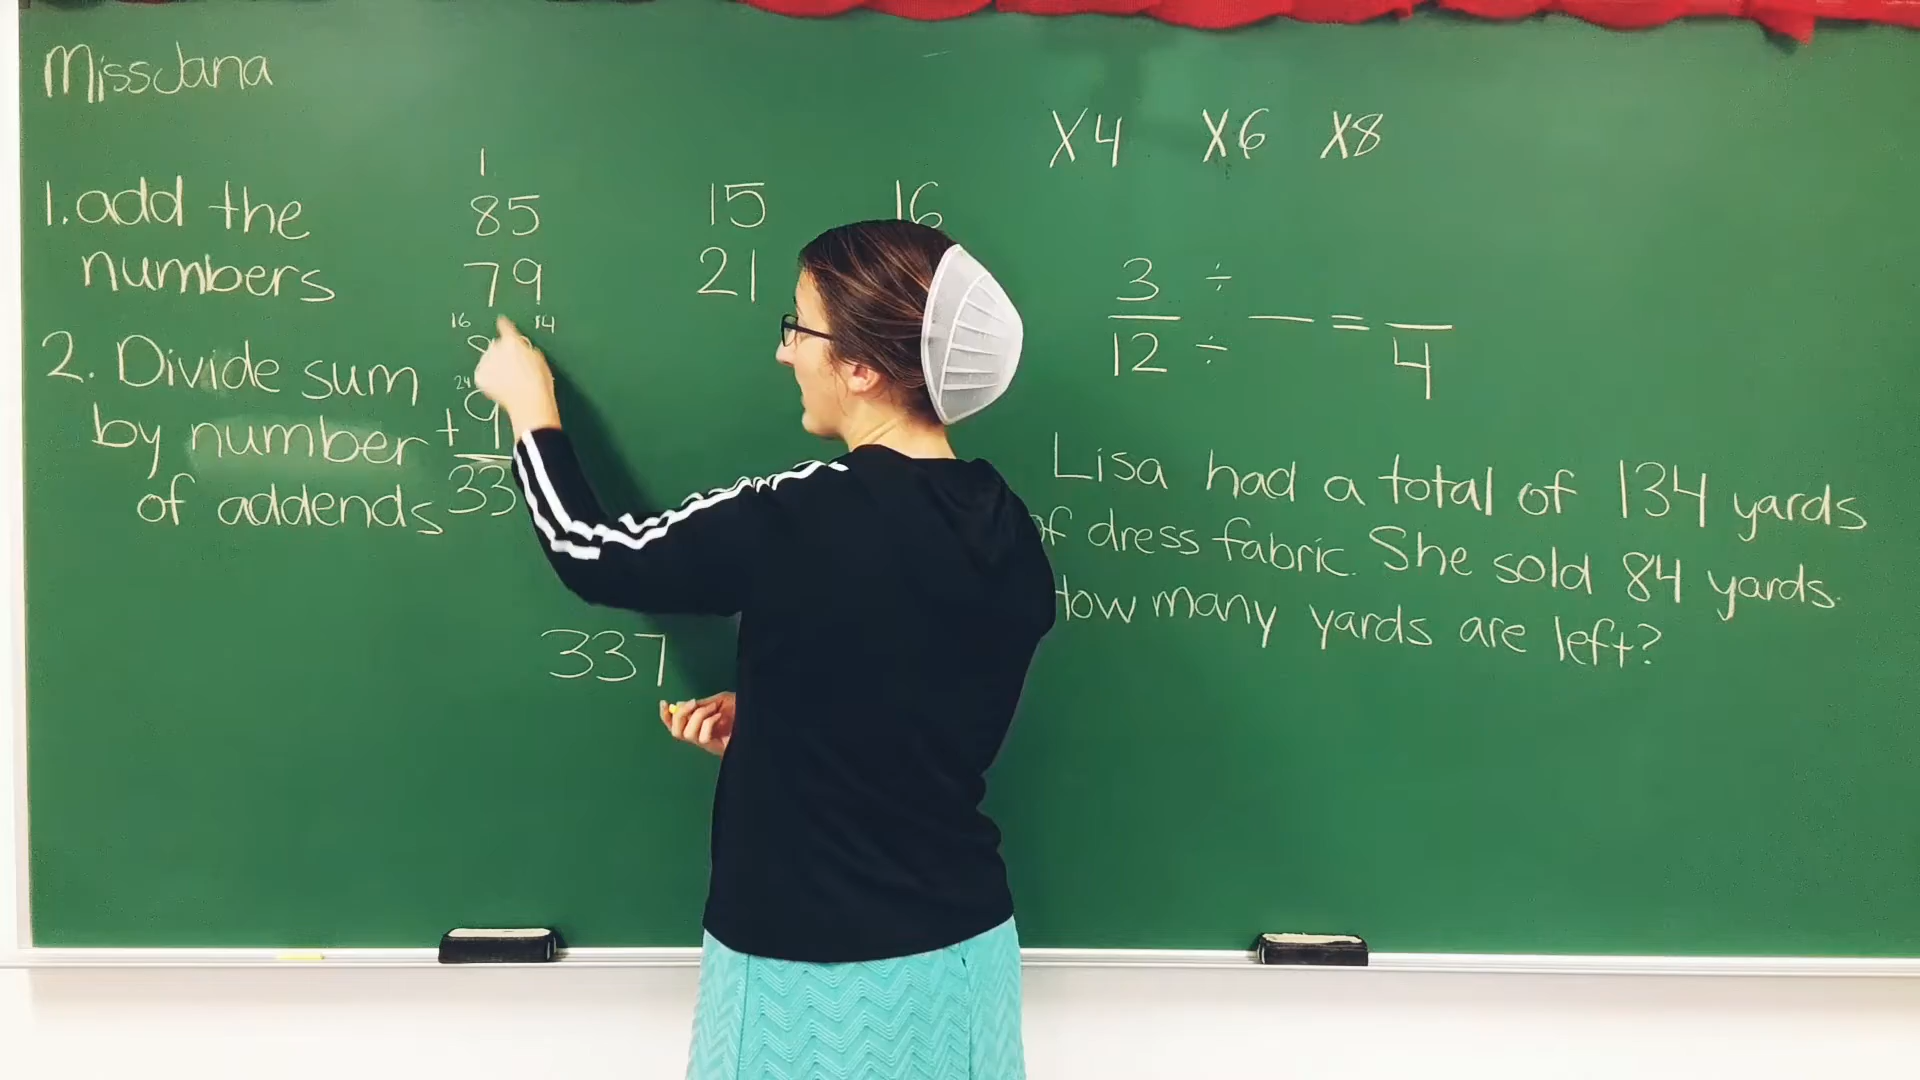 MissJana
X4 X6 X8
1. add the
numbers
2. Divide sum
by number
of addends
1
85
79
16 14
24
+9
33
15
21
16
337
3 ÷
12 ÷
=
4
Lisa had a total of 134 yards
of dress fabric. She sold 84 yards.
How many yards are left?